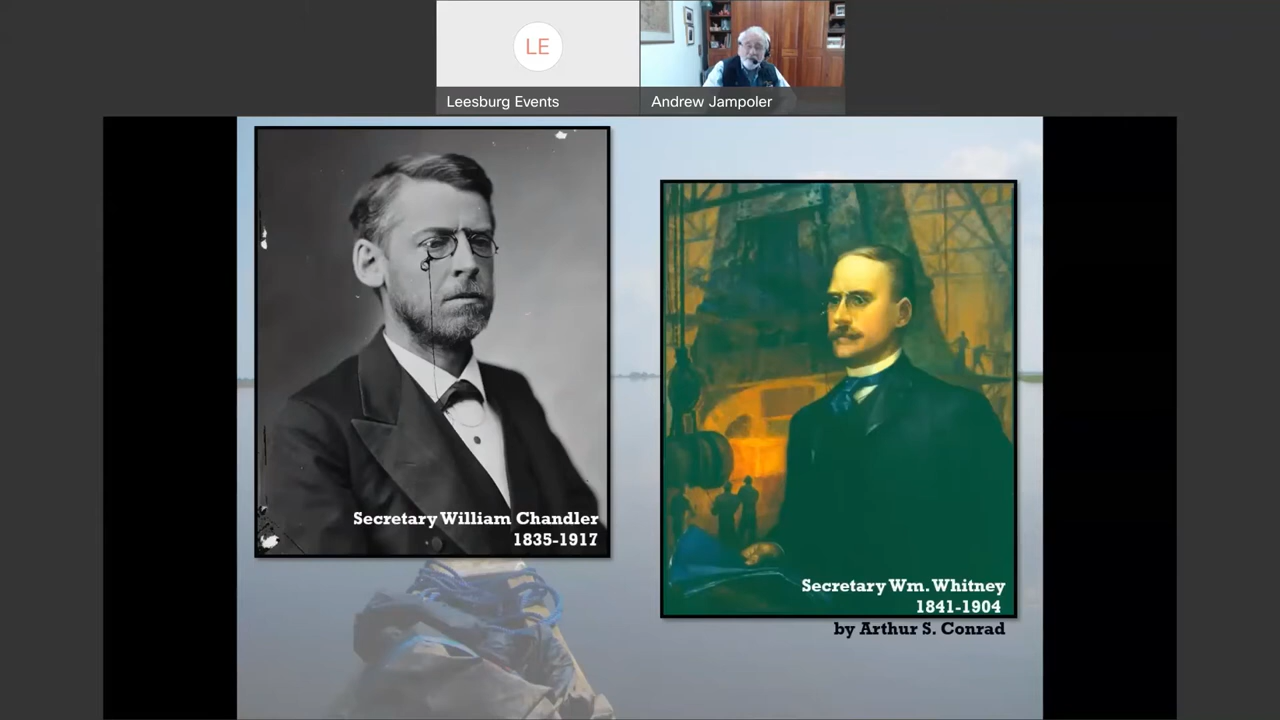 LE
Leesburg Events
Andrew Jampoler
Secretary William Chandler
1835-1917
Secretary Wm. Whitney
1841-1904
by Arthur S. Conrad